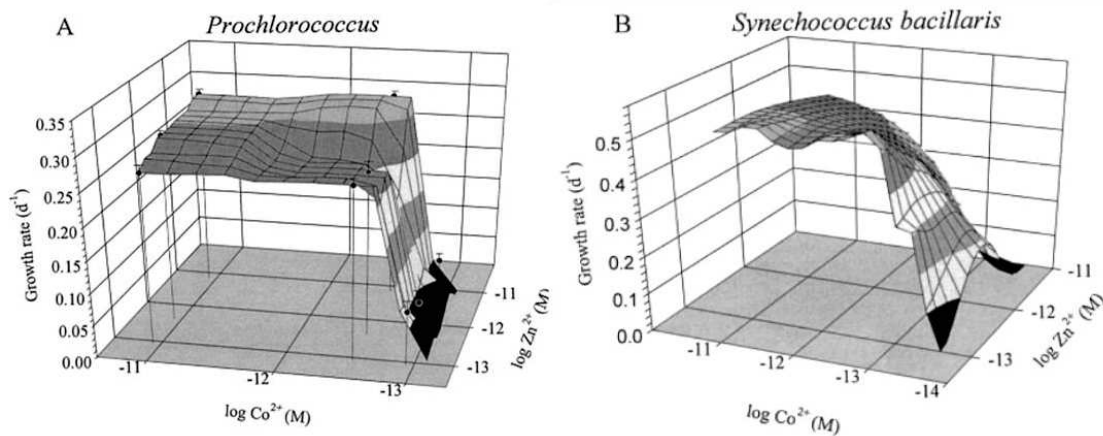 A
Prochlorococcus
0.35
0.30
0.25
0.20
0.15
0.10
0.05
0.00
Growth rate (d⁻¹)
-11
-12
-13
log Co²⁺ (M)
-11
-12
-13
log Zn²⁺ (M)
B
Synechococcus bacillaris
0.5
0.4
0.3
0.2
0.1
0.0
Growth rate (d⁻¹)
-11
-12
-13
-14
log Co²⁺ (M)
-11
-12
-13
log Zn²⁺ (M)